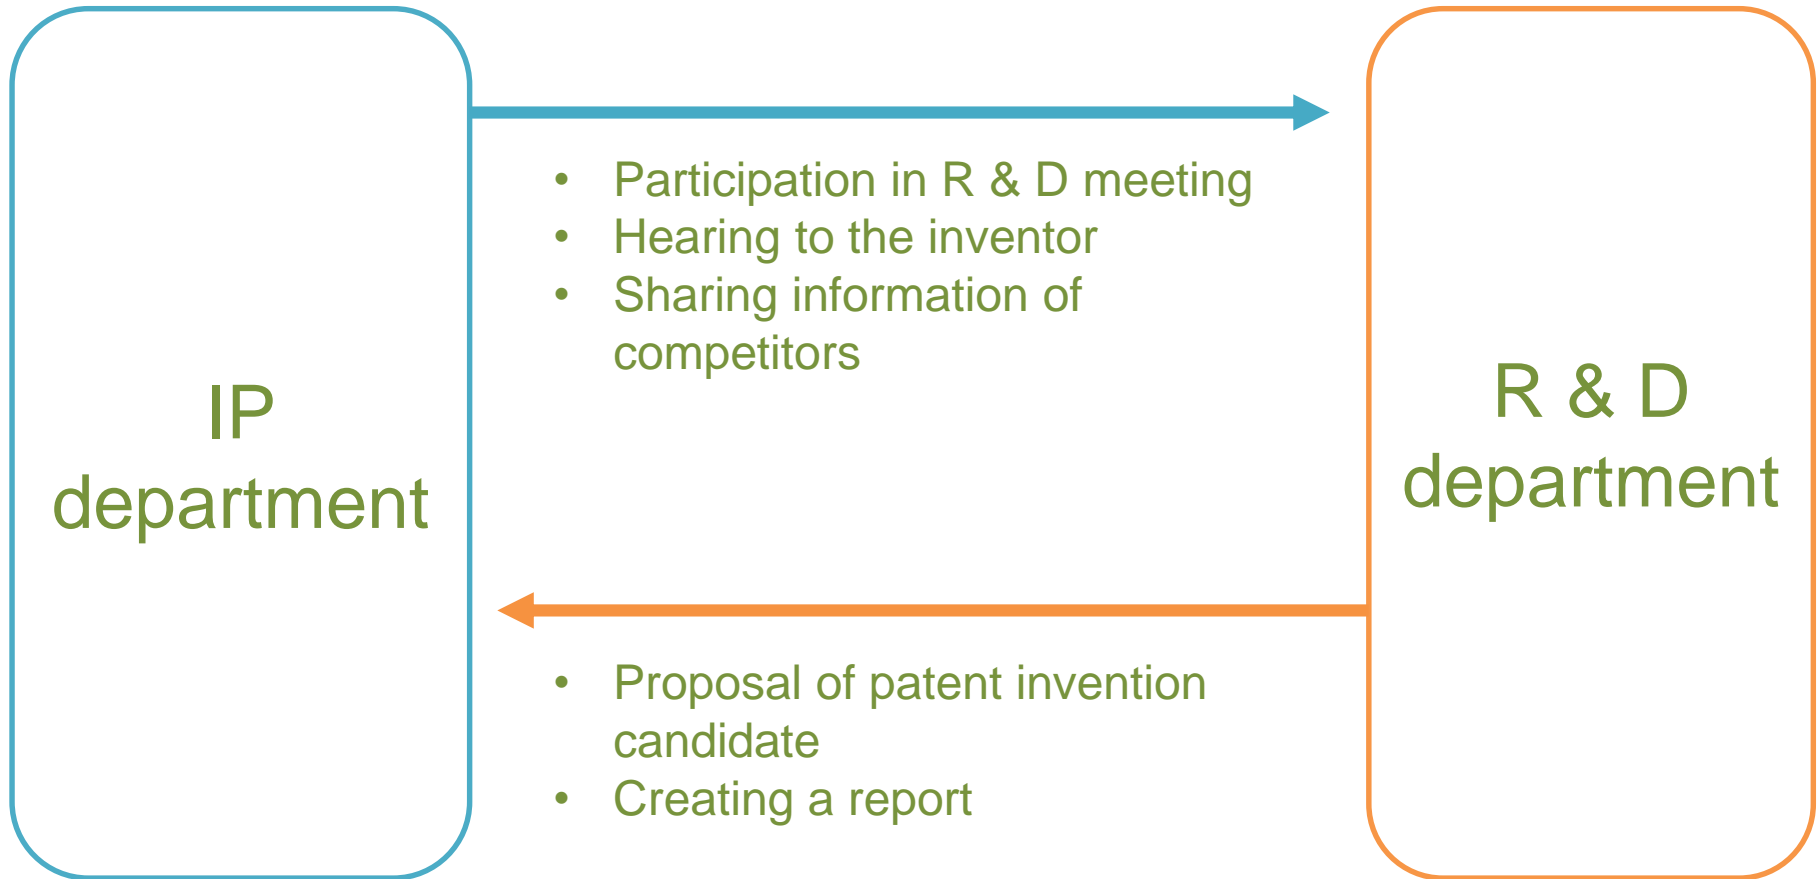 IP
department
• Participation in R & D meeting
• Hearing to the inventor
• Sharing information of
competitors
• Proposal of patent invention
candidate
• Creating a report
R & D
department